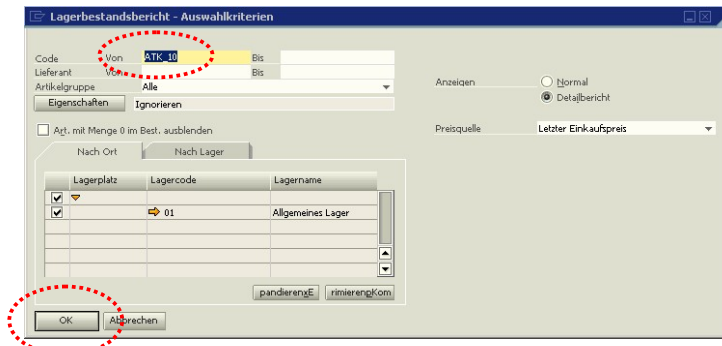 Lagerbestandsbericht - Auswahlkriterien
Code Von ATK_10 Bis
Lieferant Von Bis
Artikelgruppe Alle
Eigenschaften Ignorieren
Anzeigen Normal
Detailbericht
Art. mit Menge 0 im Best. ausblenden
Preisquelle Letzter Einkaufspreis
Nach Ort Nach Lager
Lagerplatz Lagercode Lagername
01 Allgemeines Lager
pandierenxE rimierenpKom
OK Abbrechen